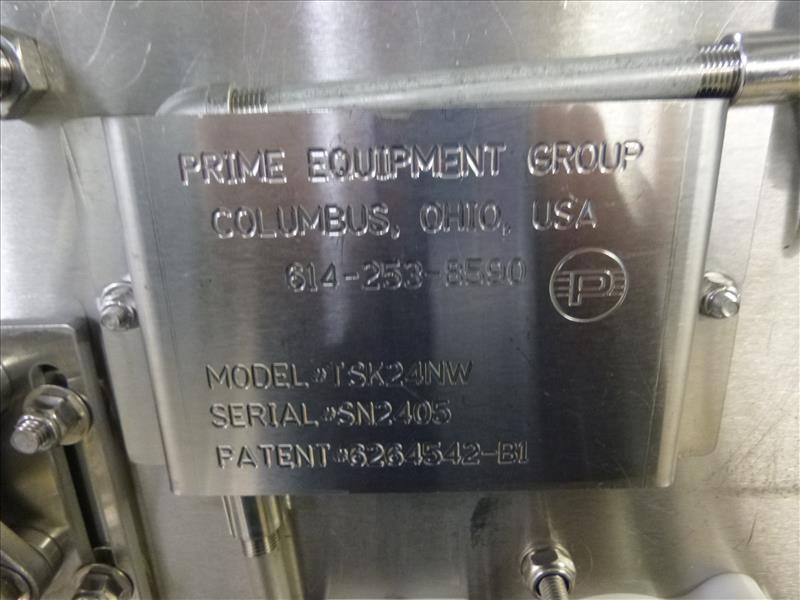 PRIME EQUIPMENT GROUP
COLUMBUS, OHIO, USA
614-253-8590
P
MODEL#TSK24NW
SERIAL#SN2405
PATENT#6264542-B1